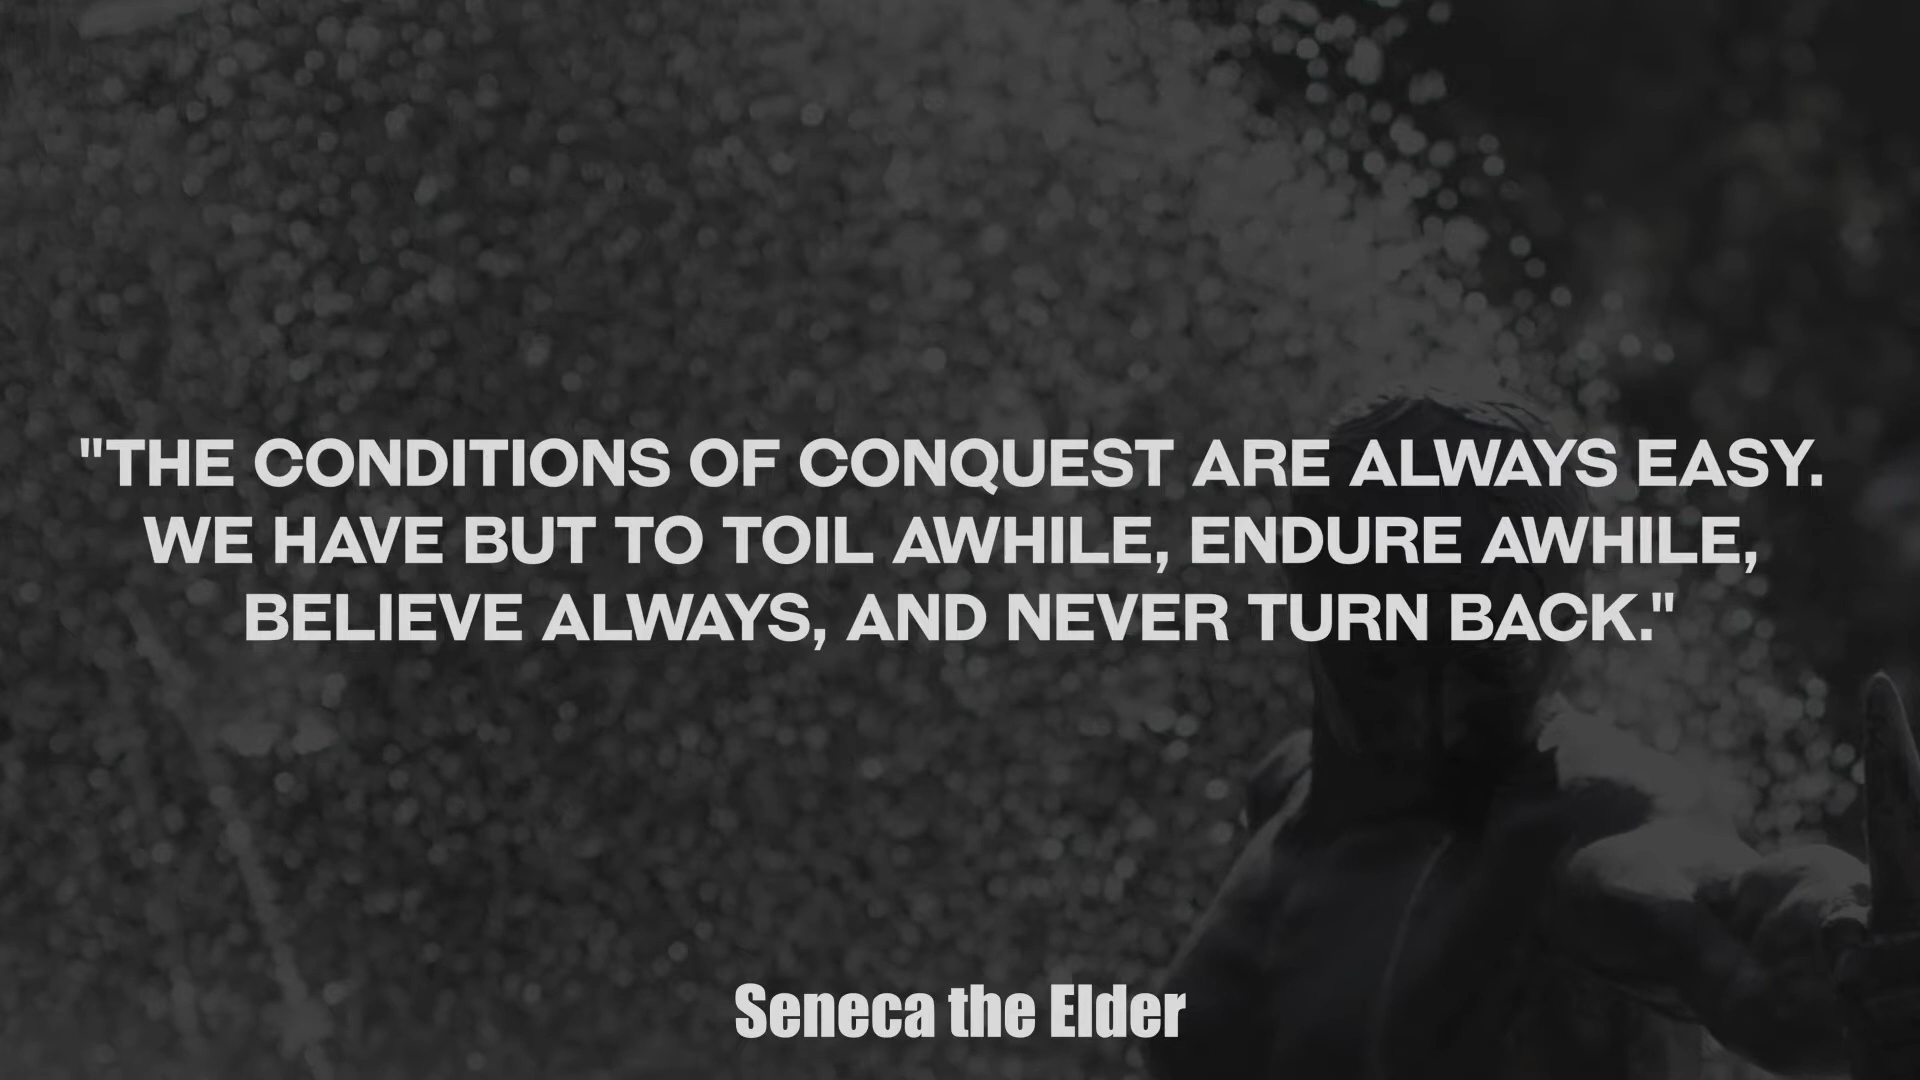 "THE CONDITIONS OF CONQUEST ARE ALWAYS EASY.
WE HAVE BUT TO TOIL AWHILE, ENDURE AWHILE,
BELIEVE ALWAYS, AND NEVER TURN BACK."
Seneca the Elder